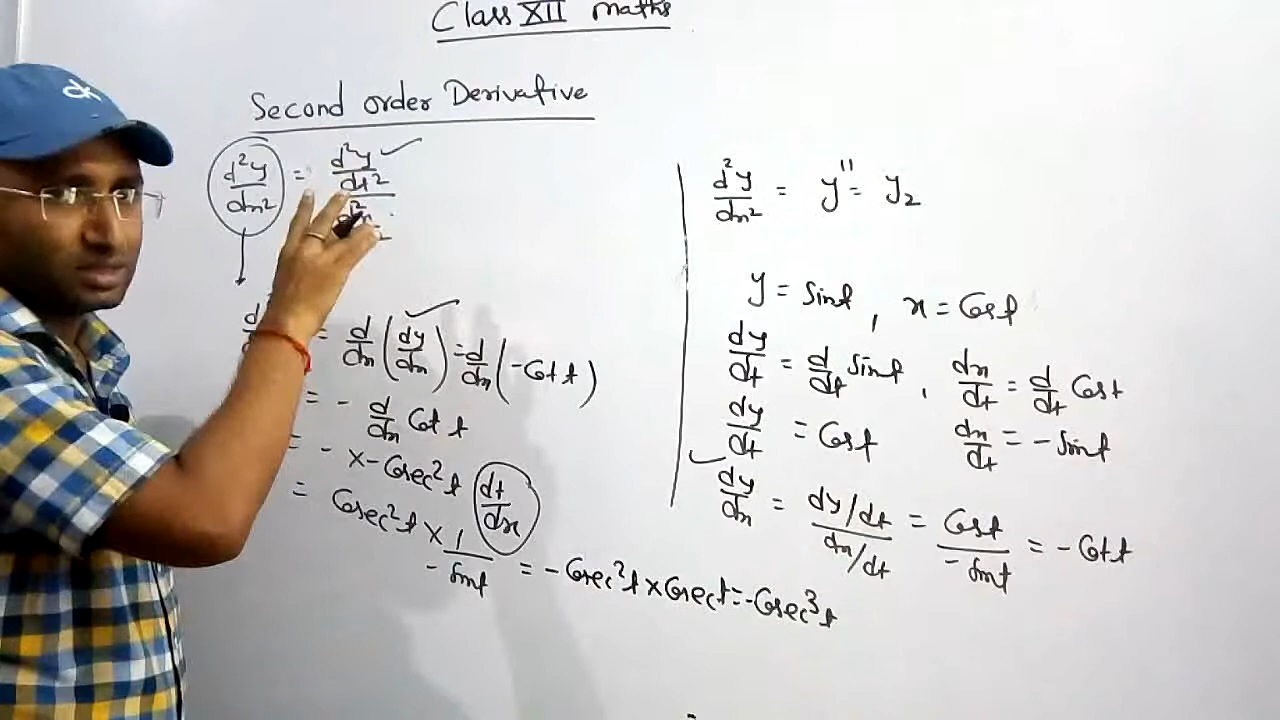 Class XII maths
Second order Derivative
d²y/dx² = d²y/dt² / d²x
= d/dx (dy/dx) = d/dx (-Cot t)
= - d/dx Cot t
= - x - Cosec²t dt/dx
= Cosec²t x 1/-Sint = - Cosec²t x Cosec t = - Cosec³t
d²y/dx² = y'' = y₂
y = Sint , x = Cost
dy/dt = d/dt Sint , dx/dt = d/dt Cost
dy/dt = Cost dx/dt = - Sint
dy/dx = dy/dt / dx/dt = Cost / -Sint = - Cot t